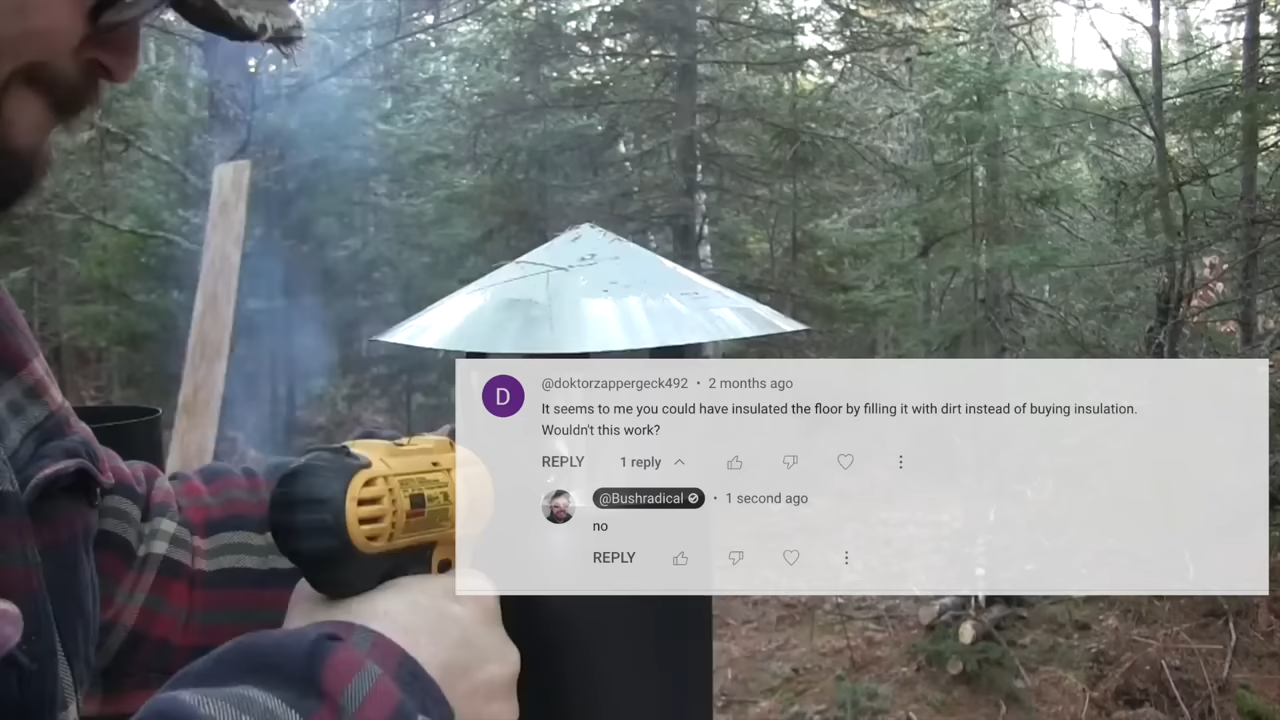 D
@doktorzappergeck492 • 2 months ago
It seems to me you could have insulated the floor by filling it with dirt instead of buying insulation.
Wouldn't this work?
REPLY 1 reply
@Bushradical • 1 second ago
no
REPLY